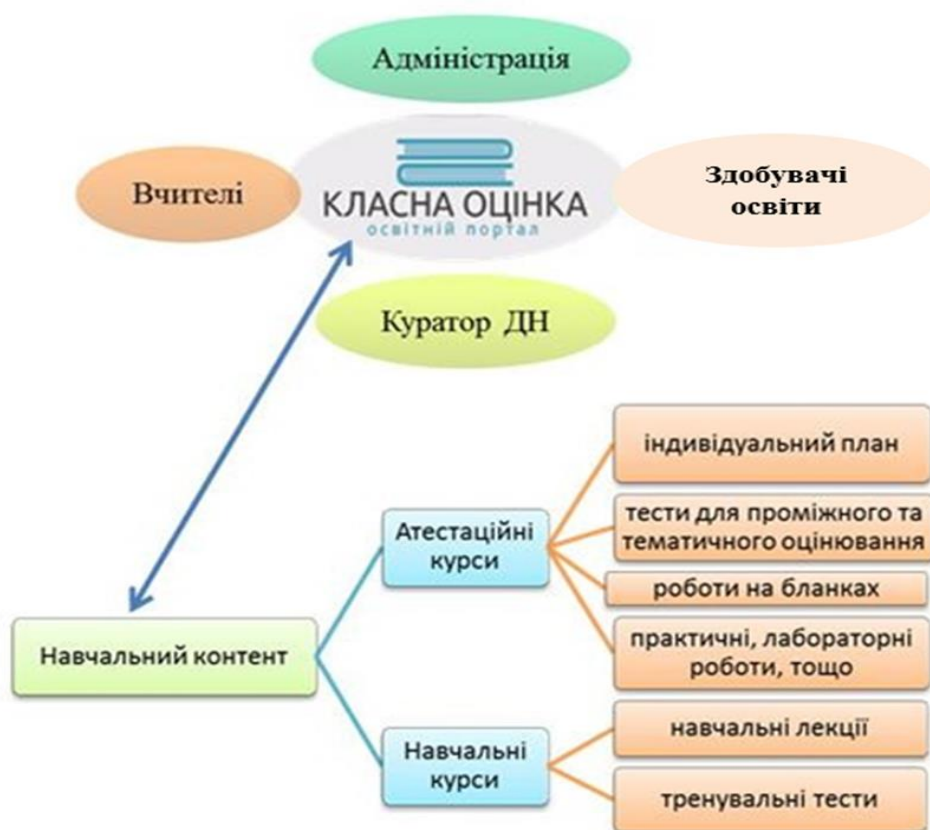 Адміністрація
Вчителі
КЛАСНА ОЦІНКА
освітній портал
Здобувачі
освіти
Куратор ДН
Навчальний контент
Атестаційні
курси
індивідуальний план
тести для проміжного та
тематичного оцінювання
роботи на бланках
практичні, лабораторні
роботи, тощо
Навчальні
курси
навчальні лекції
тренувальні тести